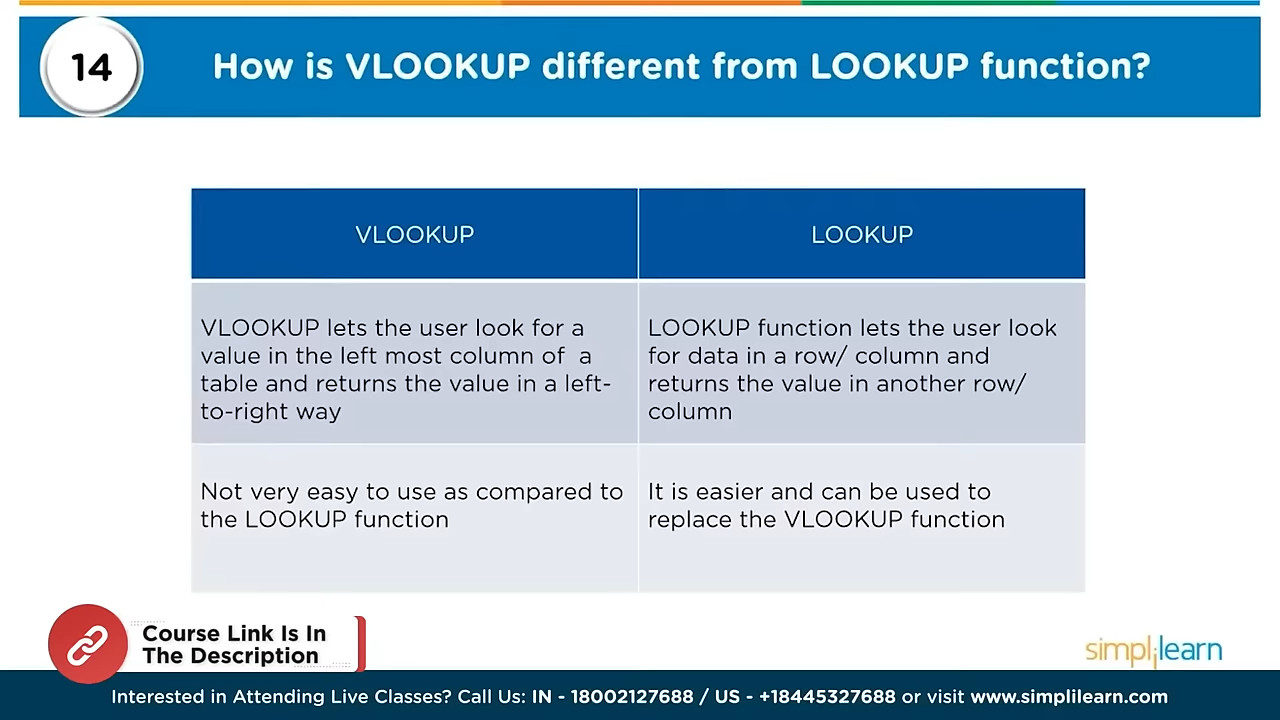 14
How is VLOOKUP different from LOOKUP function?
VLOOKUP
LOOKUP
VLOOKUP lets the user look for a
value in the left most column of a
table and returns the value in a left-
to-right way
LOOKUP function lets the user look
for data in a row/ column and
returns the value in another row/
column
Not very easy to use as compared to
the LOOKUP function
It is easier and can be used to
replace the VLOOKUP function
Course Link Is In
The Description
simplilearn
Interested in Attending Live Classes? Call Us: IN - 18002127688 / US - +18445327688 or visit www.simplilearn.com